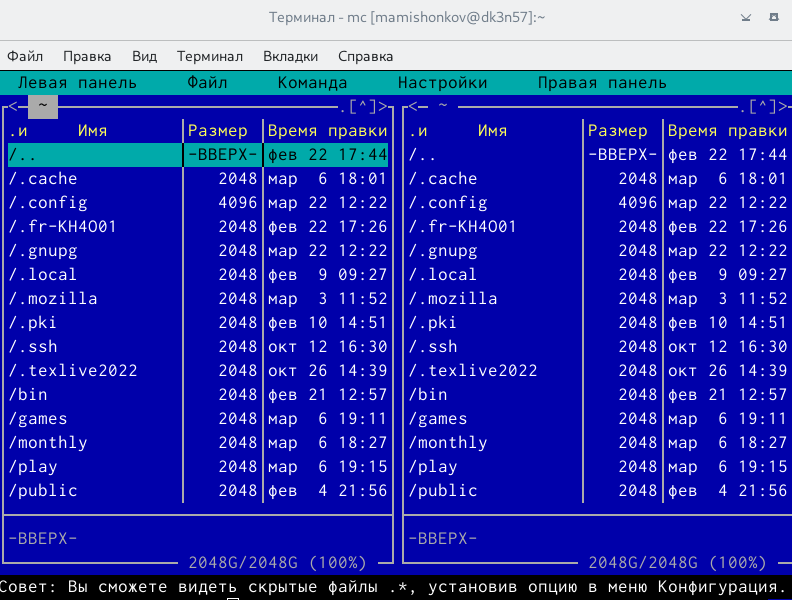 Терминал - mc [mamishonkov@dk3n57]:~
Файл Правка Вид Терминал Вкладки Справка
Левая панель Файл Команда Настройки Правая панель
<- ~ .[^]> <- ~ .[^]>
.и Имя Размер Время правки .и Имя Размер Время правки
/.. -ВВЕРХ- фев 22 17:44 /.. -ВВЕРХ- фев 22 17:44
/.cache 2048 мар 6 18:01 /.cache 2048 мар 6 18:01
/.config 4096 мар 22 12:22 /.config 4096 мар 22 12:22
/.fr-KH4O01 2048 фев 22 17:26 /.fr-KH4O01 2048 фев 22 17:26
/.gnupg 2048 мар 22 12:22 /.gnupg 2048 мар 22 12:22
/.local 2048 фев 9 09:27 /.local 2048 фев 9 09:27
/.mozilla 2048 мар 3 11:52 /.mozilla 2048 мар 3 11:52
/.pki 2048 фев 10 14:51 /.pki 2048 фев 10 14:51
/.ssh 2048 окт 12 16:30 /.ssh 2048 окт 12 16:30
/.texlive2022 2048 окт 26 14:39 /.texlive2022 2048 окт 26 14:39
/bin 2048 фев 21 12:57 /bin 2048 фев 21 12:57
/games 2048 мар 6 19:11 /games 2048 мар 6 19:11
/monthly 2048 мар 6 18:27 /monthly 2048 мар 6 18:27
/play 2048 мар 6 19:15 /play 2048 мар 6 19:15
/public 2048 фев 4 21:56 /public 2048 фев 4 21:56
-ВВЕРХ- -ВВЕРХ-
2048G/2048G (100%) 2048G/2048G (100%)
Совет: Вы сможете видеть скрытые файлы .*, установив опцию в меню Конфигурация.